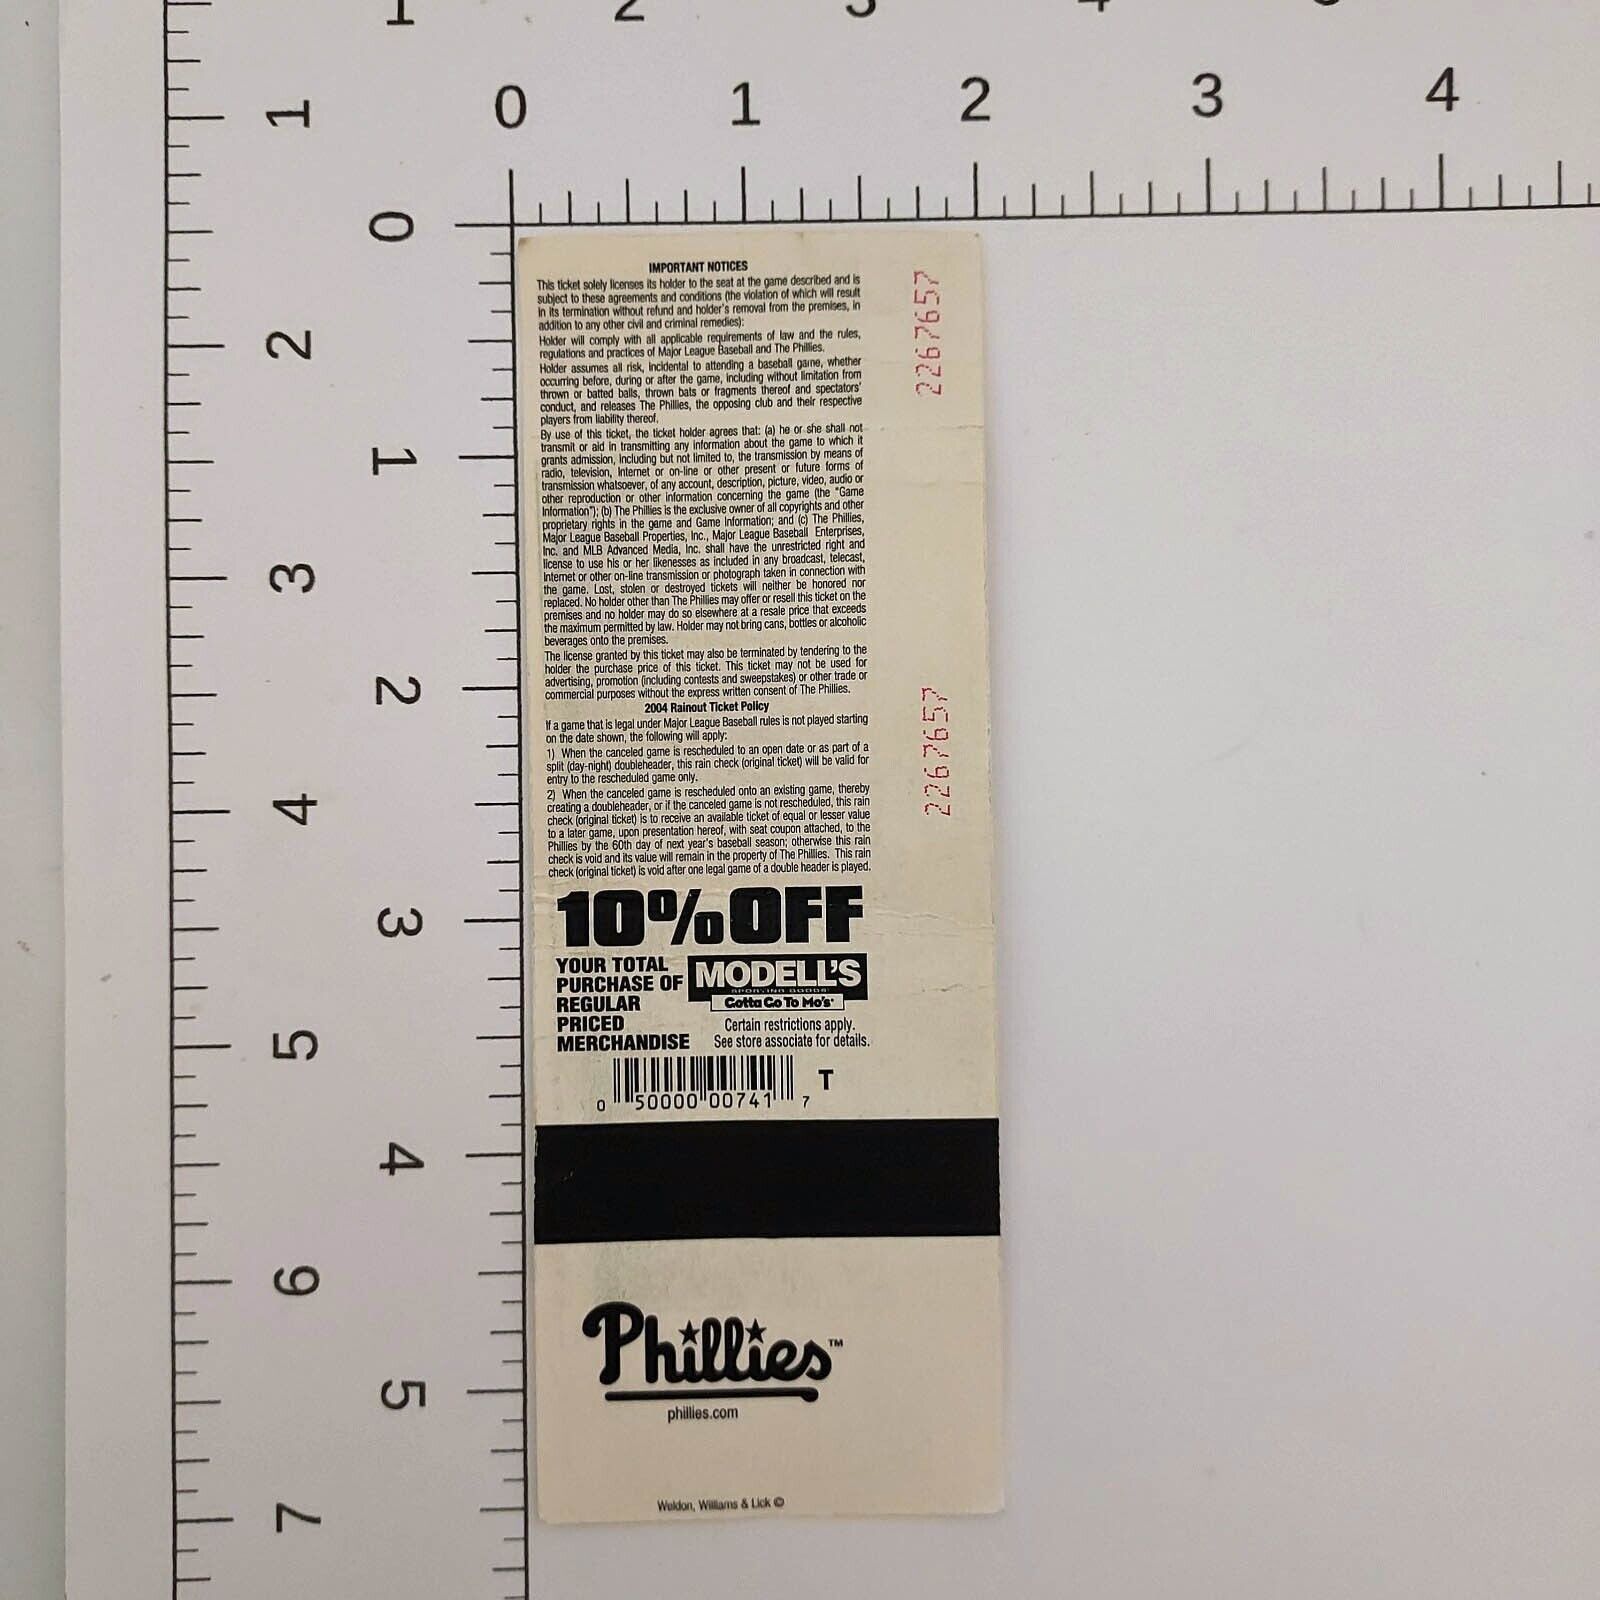 1 2 3 4
0 1 2 3 4
1 2 3 4 5 6 7
0 1 2 3 4 5
IMPORTANT NOTICES
This ticket solely licenses its holder to the seat at the game described and is
subject to these agreements and conditions (the violation of which will result
in its termination without refund and holder's removal from the premises, in
addition to any other civil and criminal remedies):
Holder will comply with all applicable requirements of law and the rules,
regulations and practices of Major League Baseball and The Phillies.
Holder assumes all risk, incidental to attending a baseball game, whether
occurring before, during or after the game, including without limitation from
thrown or batted balls, thrown bats or fragments thereof and spectators'
conduct, and releases The Phillies, the opposing club and their respective
players from liability thereof.
By use of this ticket, the ticket holder agrees that: (a) he or she shall not
transmit or aid in transmitting any information about the game to which it
grants admission, including but not limited to, the transmission by means of
radio, television, Internet or on-line or other present or future forms of
transmission whatsoever, of any account, description, picture, video, audio or
other reproduction or other information concerning the game (the "Game
Information"); (b) The Phillies is the exclusive owner of all copyrights and other
proprietary rights in the game and Game Information; and (c) The Phillies,
Major League Baseball Properties, Inc., Major League Baseball Enterprises,
Inc. and MLB Advanced Media, Inc. shall have the unrestricted right and
license to use his or her likenesses as included in any broadcast, telecast,
Internet or other on-line transmission or photograph taken in connection with
the game. Lost, stolen or destroyed tickets will neither be honored nor
replaced. No holder other than The Phillies may offer or resell this ticket on the
premises and no holder may do so elsewhere at a resale price that exceeds
the maximum permitted by law. Holder may not bring cans, bottles or alcoholic
beverages onto the premises.
The license granted by this ticket may also be terminated by tendering to the
holder the purchase price of this ticket. This ticket may not be used for
advertising, promotion (including contests and sweepstakes) or other trade or
commercial purposes without the express written consent of The Phillies.
2004 Rainout Ticket Policy
If a game that is legal under Major League Baseball rules is not played starting
on the date shown, the following will apply:
1) When the canceled game is rescheduled to an open date or as part of a
split (day-night) doubleheader, this rain check (original ticket) will be valid for
entry to the rescheduled game only.
2) When the canceled game is rescheduled onto an existing game, thereby
creating a doubleheader, or if the canceled game is not rescheduled, this rain
check (original ticket) is to receive an available ticket of equal or lesser value
to a later game, upon presentation hereof, with seat coupon attached, to the
Phillies by the 60th day of next year's baseball season; otherwise this rain
check is void and its value will remain in the property of The Phillies. This rain
check (original ticket) is void after one legal game of a double header is played.
2267657
2267657
10% OFF
YOUR TOTAL
PURCHASE OF
REGULAR
PRICED
MERCHANDISE
MODELL'S
SPORTING GOODS
Gotta Go To Mo's
Certain restrictions apply.
See store associate for details.
0 50000 00741 7 T
Phillies™
phillies.com
Weldon, Williams & Lick ©